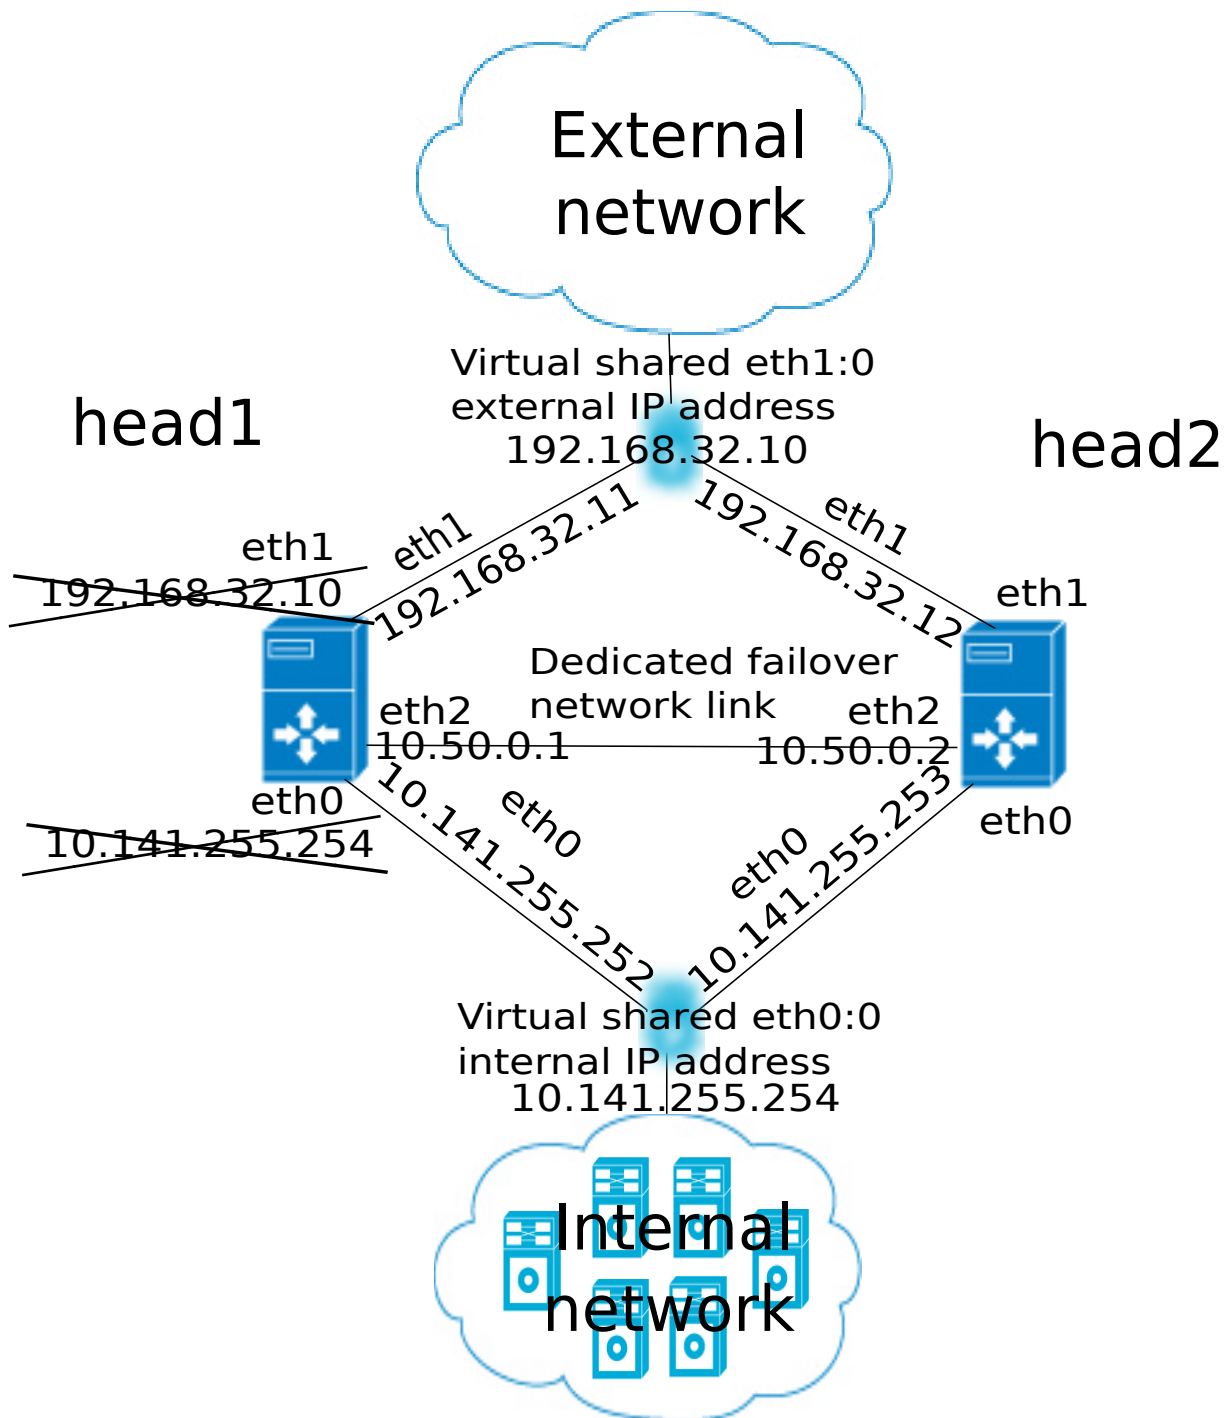 External
network
Virtual shared eth1:0
external IP address
192.168.32.10
head1
head2
eth1
192.168.32.10
eth1
192.168.32.11
eth1
192.168.32.12
eth1
Dedicated failover
network link
eth2
10.50.0.1
eth2
10.50.0.2
eth0
10.141.255.254
eth0
10.141.255.252
eth0
10.141.255.253
eth0
Virtual shared eth0:0
internal IP address
10.141.255.254
Internal
network